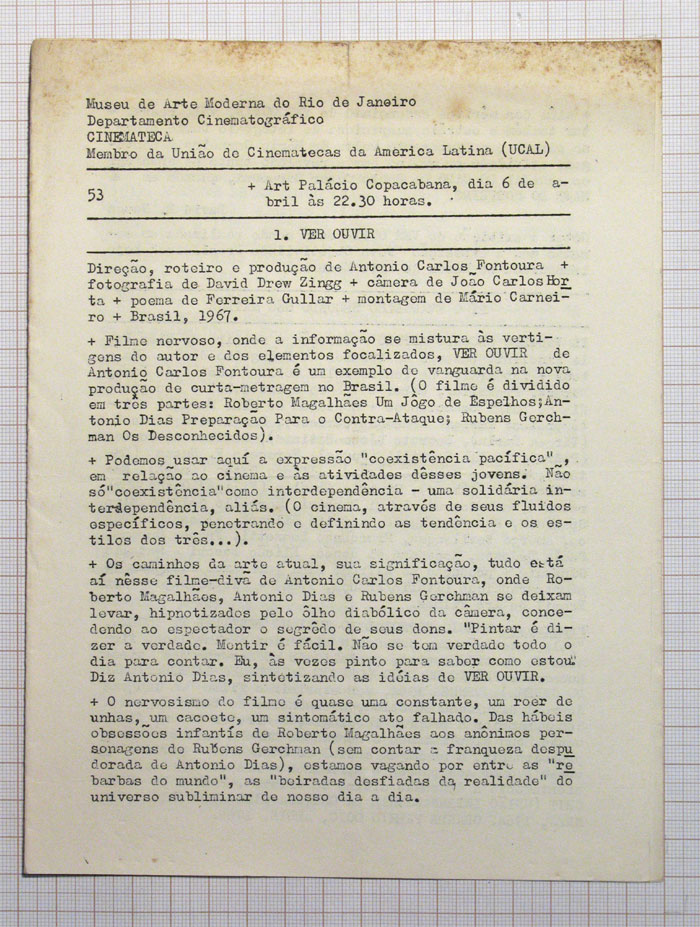 Museu de Arte Moderna do Rio de Janeiro
Departamento Cinematográfico
CINEMATECA
Membro da União de Cinematecas da America Latina (UCAL)
53
+ Art Palácio Copacabana, dia 6 de a-
bril às 22.30 horas.
1. VER OUVIR
Direção, roteiro e produção de Antonio Carlos Fontoura +
fotografia de David Drew Zingg + câmera de João Carlos Hor
ta + poema de Ferreira Gullar + montagem de Mário Carnei-
ro + Brasil, 1967.
+ Filme nervoso, onde a informação se mistura às verti-
gens do autor e dos elementos focalizados, VER OUVIR de
Antonio Carlos Fontoura é um exemplo de vanguarda na nova
produção de curta-metragem no Brasil. (O filme é dividido
em três partes: Roberto Magalhães Um Jôgo de Espelhos;An-
tonio Dias Preparação Para o Contra-Ataque; Rubens Gerch-
man Os Desconhecidos).
+ Podemos usar aquí a expressão "coexistência pacífica" ,
em relação ao cinema e às atividades dêsses jovens. Não
só"coexistência"como interdependência - uma solidária in-
terdependência, aliás. (O cinema, através de seus fluidos
específicos, penetrando e definindo as tendência e os es-
tilos dos três...).
+ Os caminhos da arte atual, sua significação, tudo está
aí nêsse filme-divã de Antonio Carlos Fontoura, onde Ro-
berto Magalhães, Antonio Dias e Rubens Gerchman se deixam
levar, hipnotizados pelo ôlho diabólico da câmera, conce-
dendo ao espectador o segrêdo de seus dons. "Pintar é di-
zer a verdade. Mentir é fácil. Não se tem verdade todo o
dia para contar. Eu, às vezes pinto para saber como estou"
Diz Antonio Dias, sintetizando as idéias de VER OUVIR.
+ O nervosismo do filme é quase uma constante, um roer de
unhas, um cacoete, um sintomático ato falhado. Das hábeis
obsessões infantís de Roberto Magalhães aos anônimos per-
sonagens de Rubens Gerchman (sem contar a franqueza despu
dorada de Antonio Dias), estamos vagando por entre as "re
barbas do mundo", as "beiradas desfiadas da realidade" do
universo subliminar de nosso dia a dia.